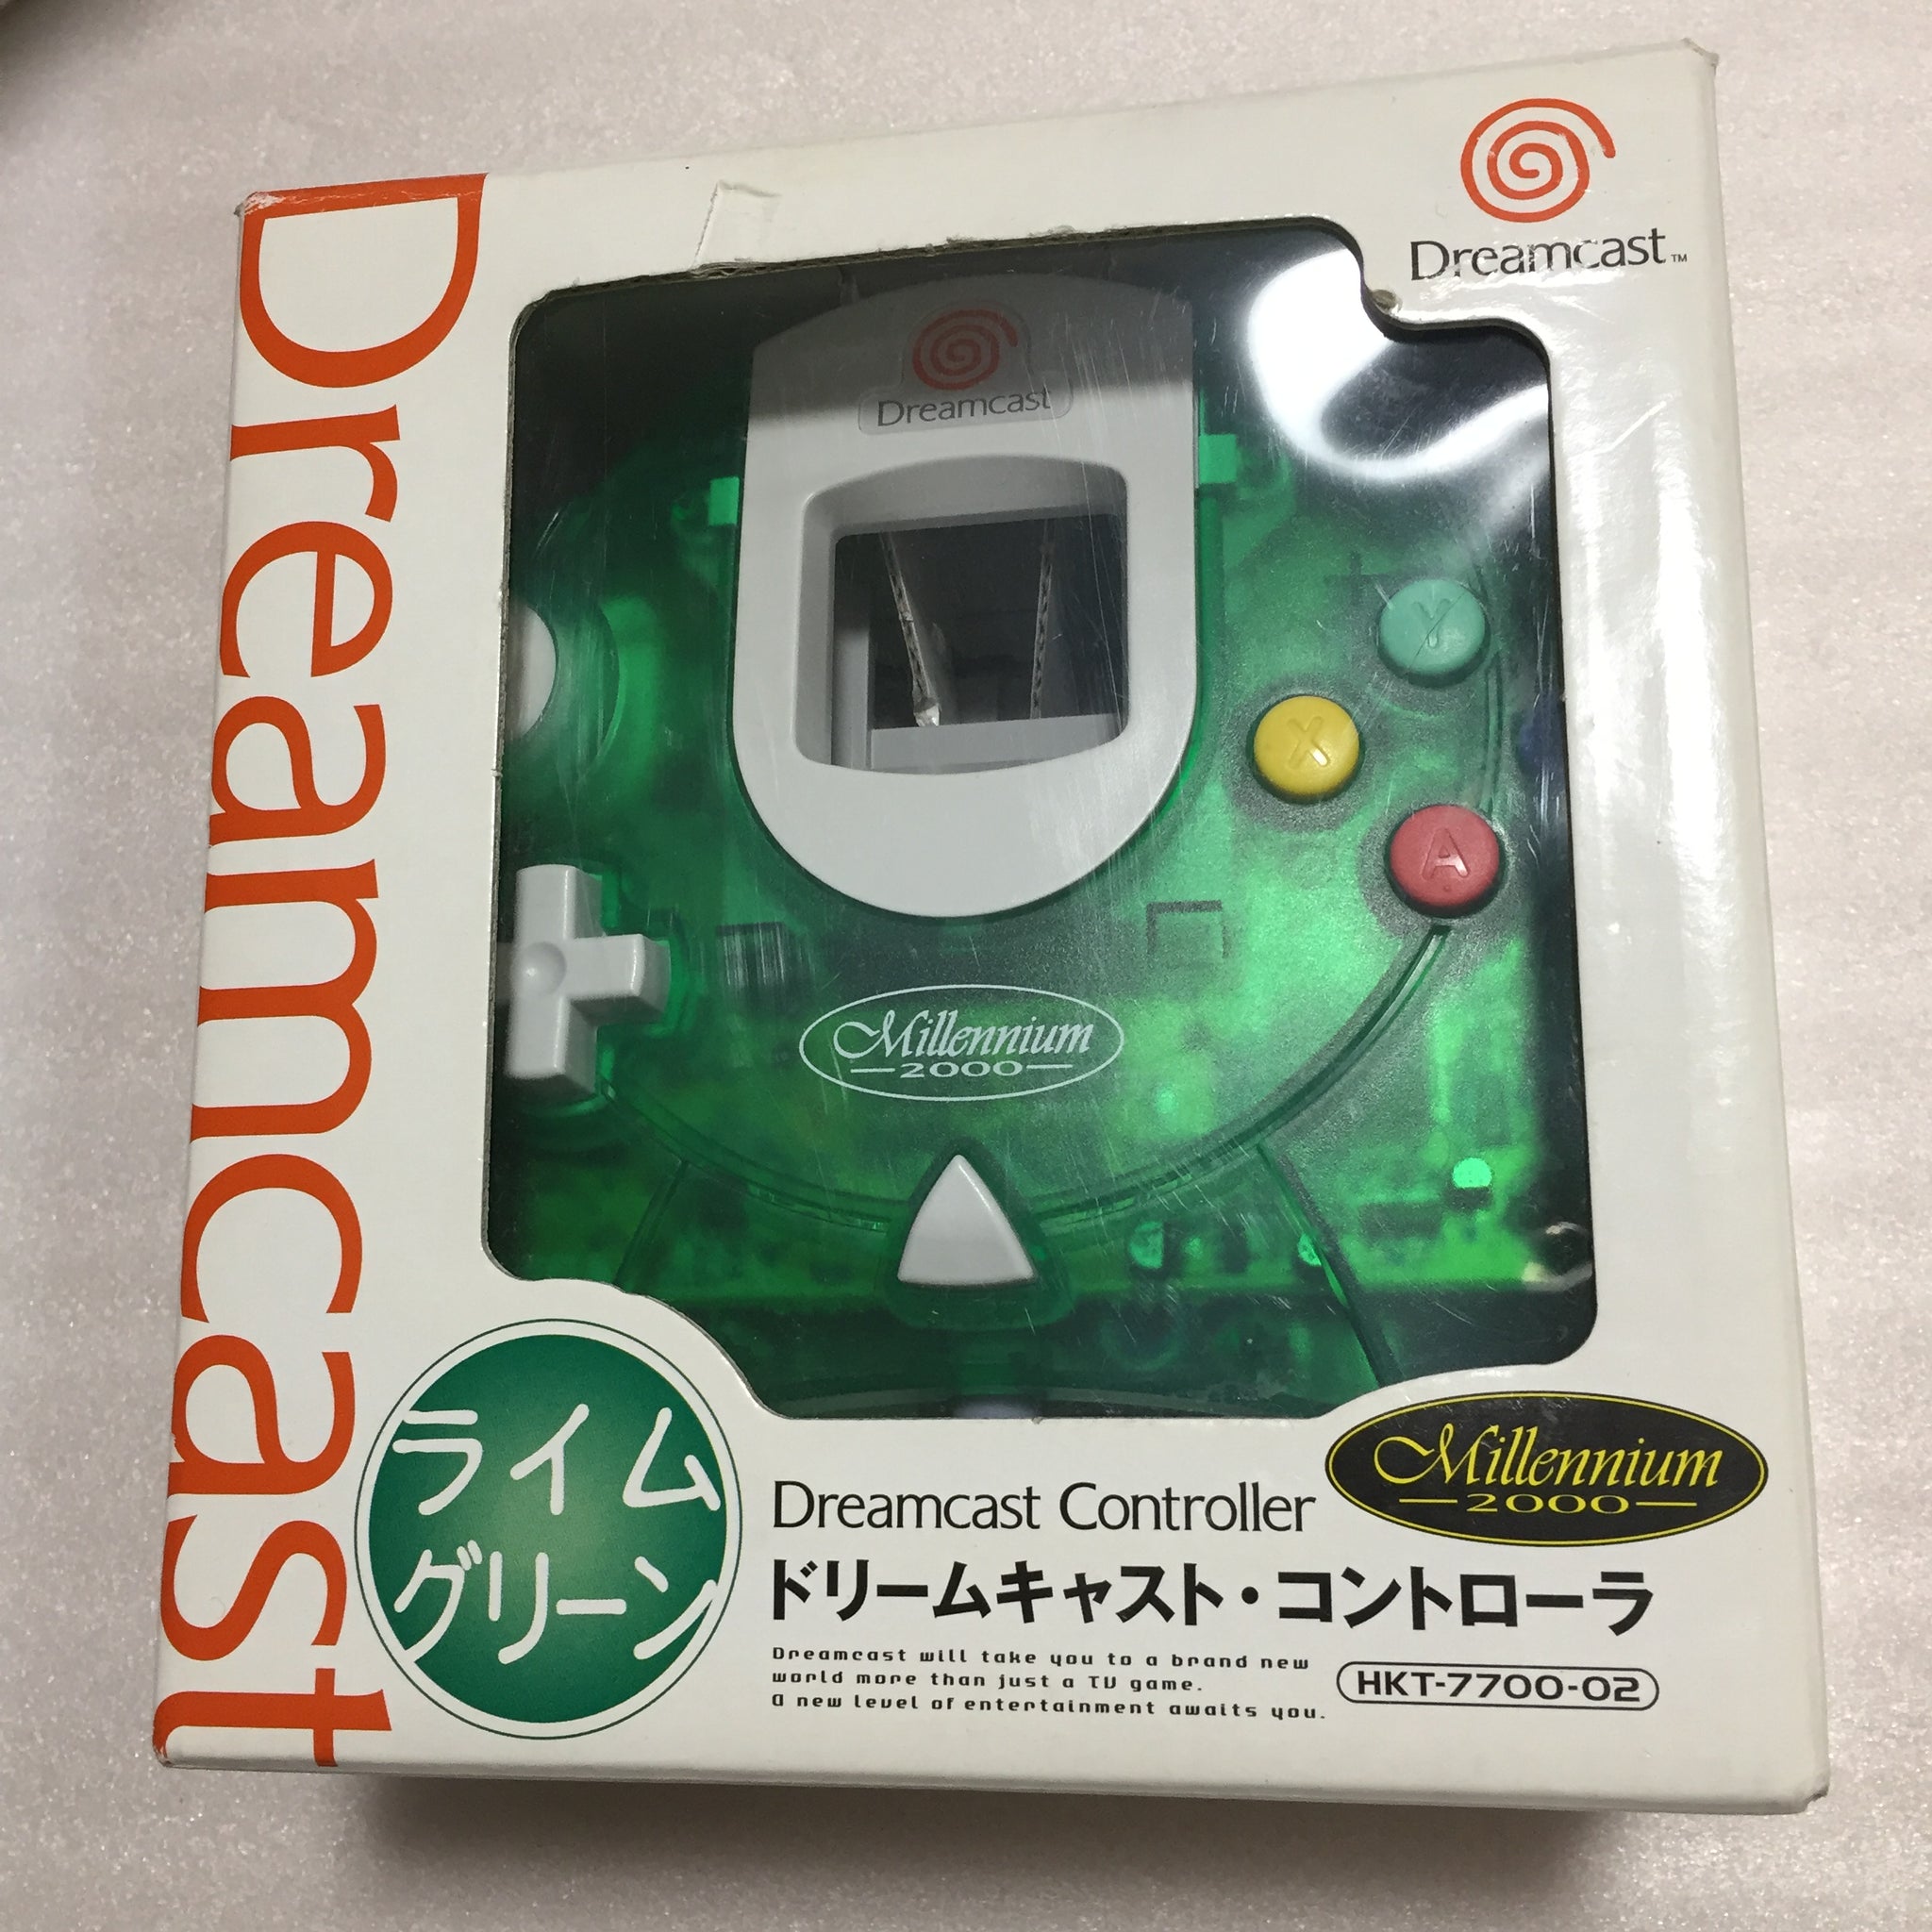 Dreamcast
Dreamcast™
Dreamcast
Y
X
A
Millennium
2000
ライム
グリーン
Dreamcast Controller
Millennium
2000
ドリームキャスト・コントローラ
Dreamcast will take you to a brand new
world more than just a TV game.
A new level of entertainment awaits you.
HKT-7700-02